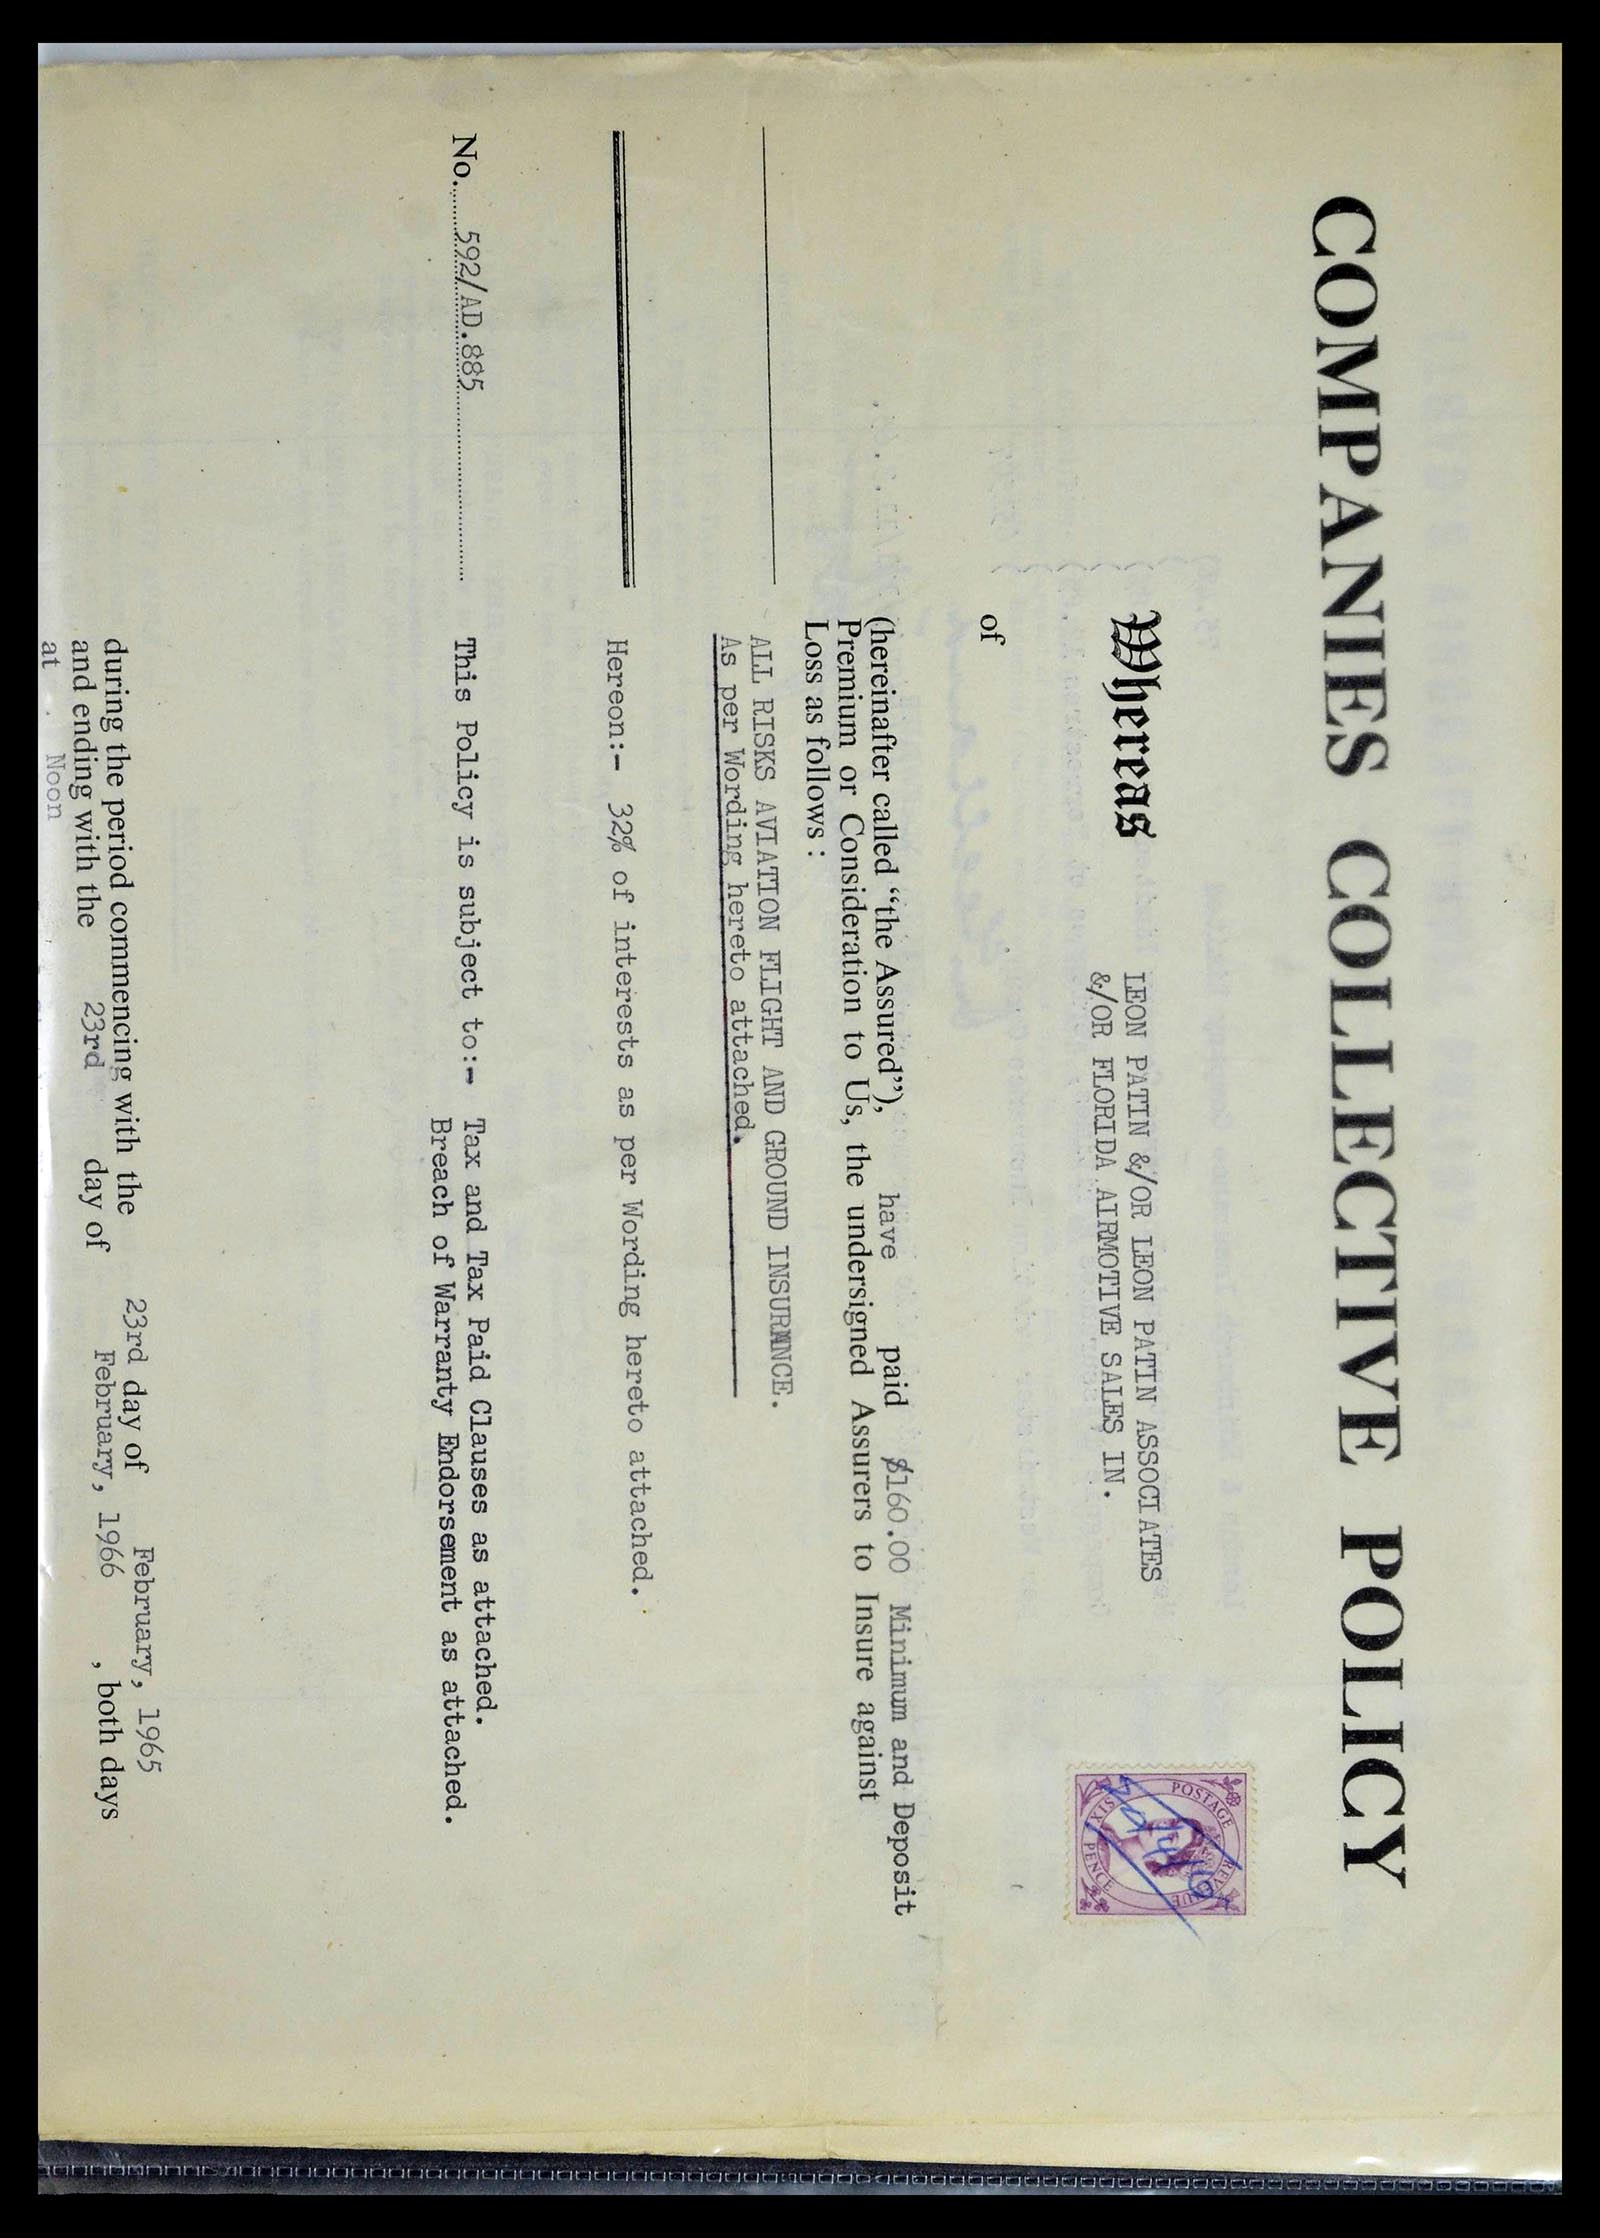 COMPANIES COLLECTIVE POLICY
POSTAGE REVENUE
SIXPENCE
Whereas LEON PATIN &/OR LEON PATIN ASSOCIATES
&/OR FLORIDA AIRMOTIVE SALES IN.
of
(hereinafter called “the Assured”), have paid $160.00 Minimum and Deposit
Premium or Consideration to Us, the undersigned Assurers to Insure against
Loss as follows :
ALL RISKS AVIATION FLIGHT AND GROUND INSURANCE.
As per Wording hereto attached.
Hereon:- 32% of interests as per Wording hereto attached.
No. 592/AD.885
This Policy is subject to:- Tax and Tax Paid Clauses as attached.
Breach of Warranty Endorsement as attached.
during the period commencing with the 23rd day of February, 1965
and ending with the 23rd day of February, 1966 , both days
at Noon